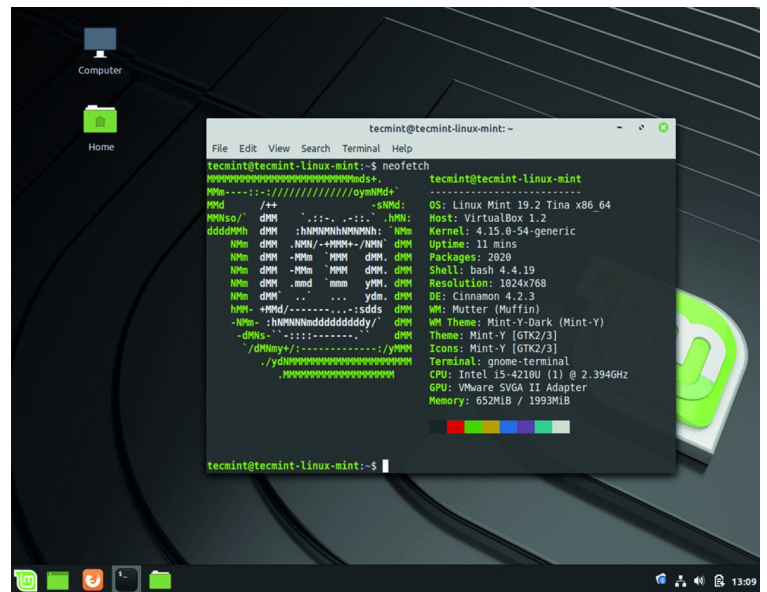 Computer
Home
tecmint@tecmint-linux-mint: ~
File Edit View Search Terminal Help
tecmint@tecmint-linux-mint:~$ neofetch
tecmint@tecmint-linux-mint
--------------------------
OS: Linux Mint 19.2 Tina x86_64
Host: VirtualBox 1.2
Kernel: 4.15.0-54-generic
Uptime: 11 mins
Packages: 2020
Shell: bash 4.4.19
Resolution: 1024x768
DE: Cinnamon 4.2.3
WM: Mutter (Muffin)
WM Theme: Mint-Y-Dark (Mint-Y)
Theme: Mint-Y [GTK2/3]
Icons: Mint-Y [GTK2/3]
Terminal: gnome-terminal
CPU: Intel i5-4210U (1) @ 2.394GHz
GPU: VMware SVGA II Adapter
Memory: 652MiB / 1993MiB
tecmint@tecmint-linux-mint:~$
13:09